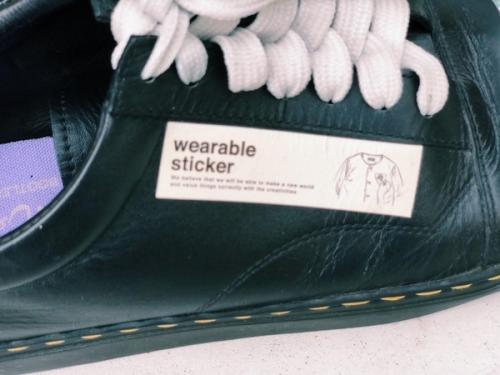 wearable
sticker
We believe that we will be able to make a new world
and value things correctly with the creativities